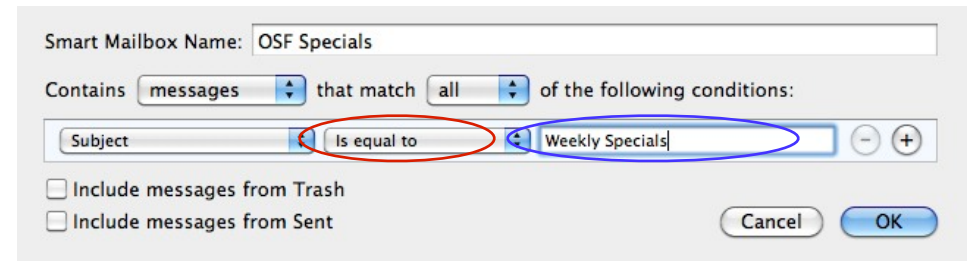 Smart Mailbox Name: OSF Specials
Contains messages that match all of the following conditions:
Subject Is equal to Weekly Specials
Include messages from Trash
Include messages from Sent
Cancel OK